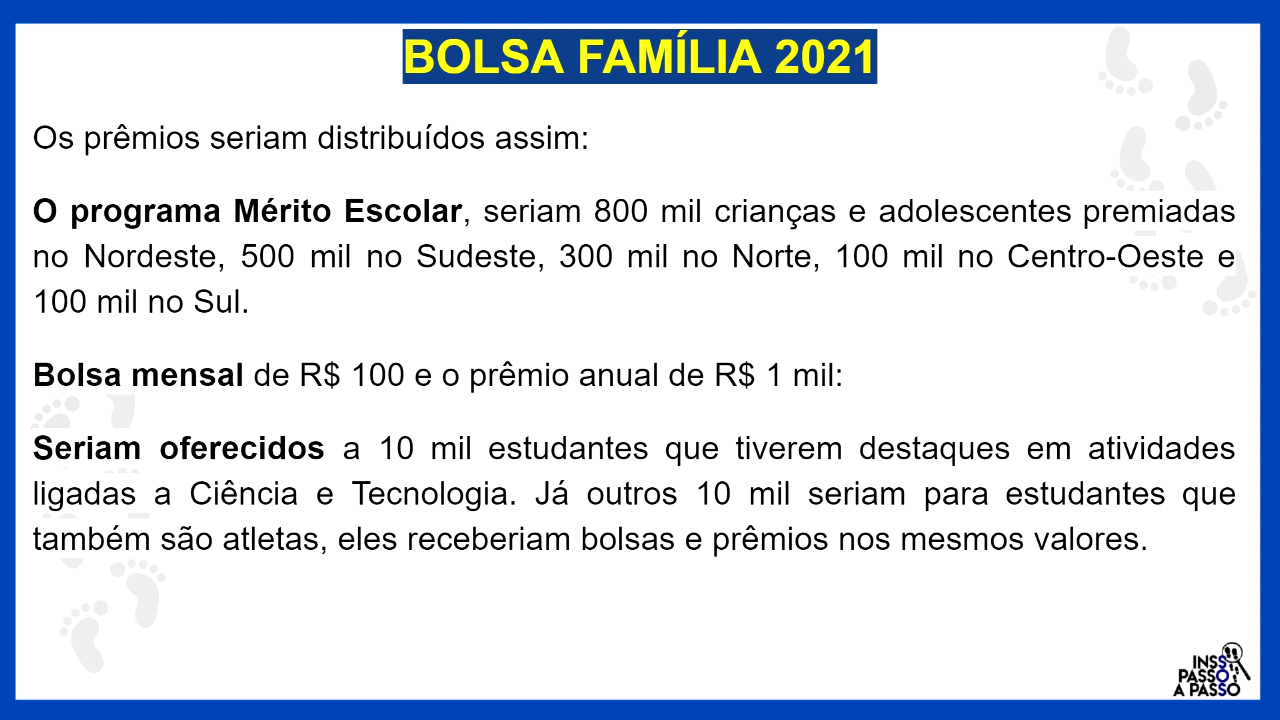 BOLSA FAMÍLIA 2021
Os prêmios seriam distribuídos assim:
O programa Mérito Escolar, seriam 800 mil crianças e adolescentes premiadas
no Nordeste, 500 mil no Sudeste, 300 mil no Norte, 100 mil no Centro-Oeste e
100 mil no Sul.
Bolsa mensal de R$ 100 e o prêmio anual de R$ 1 mil:
Seriam oferecidos a 10 mil estudantes que tiverem destaques em atividades
ligadas a Ciência e Tecnologia. Já outros 10 mil seriam para estudantes que
também são atletas, eles receberiam bolsas e prêmios nos mesmos valores.
INSS
PASSO
A PASSO